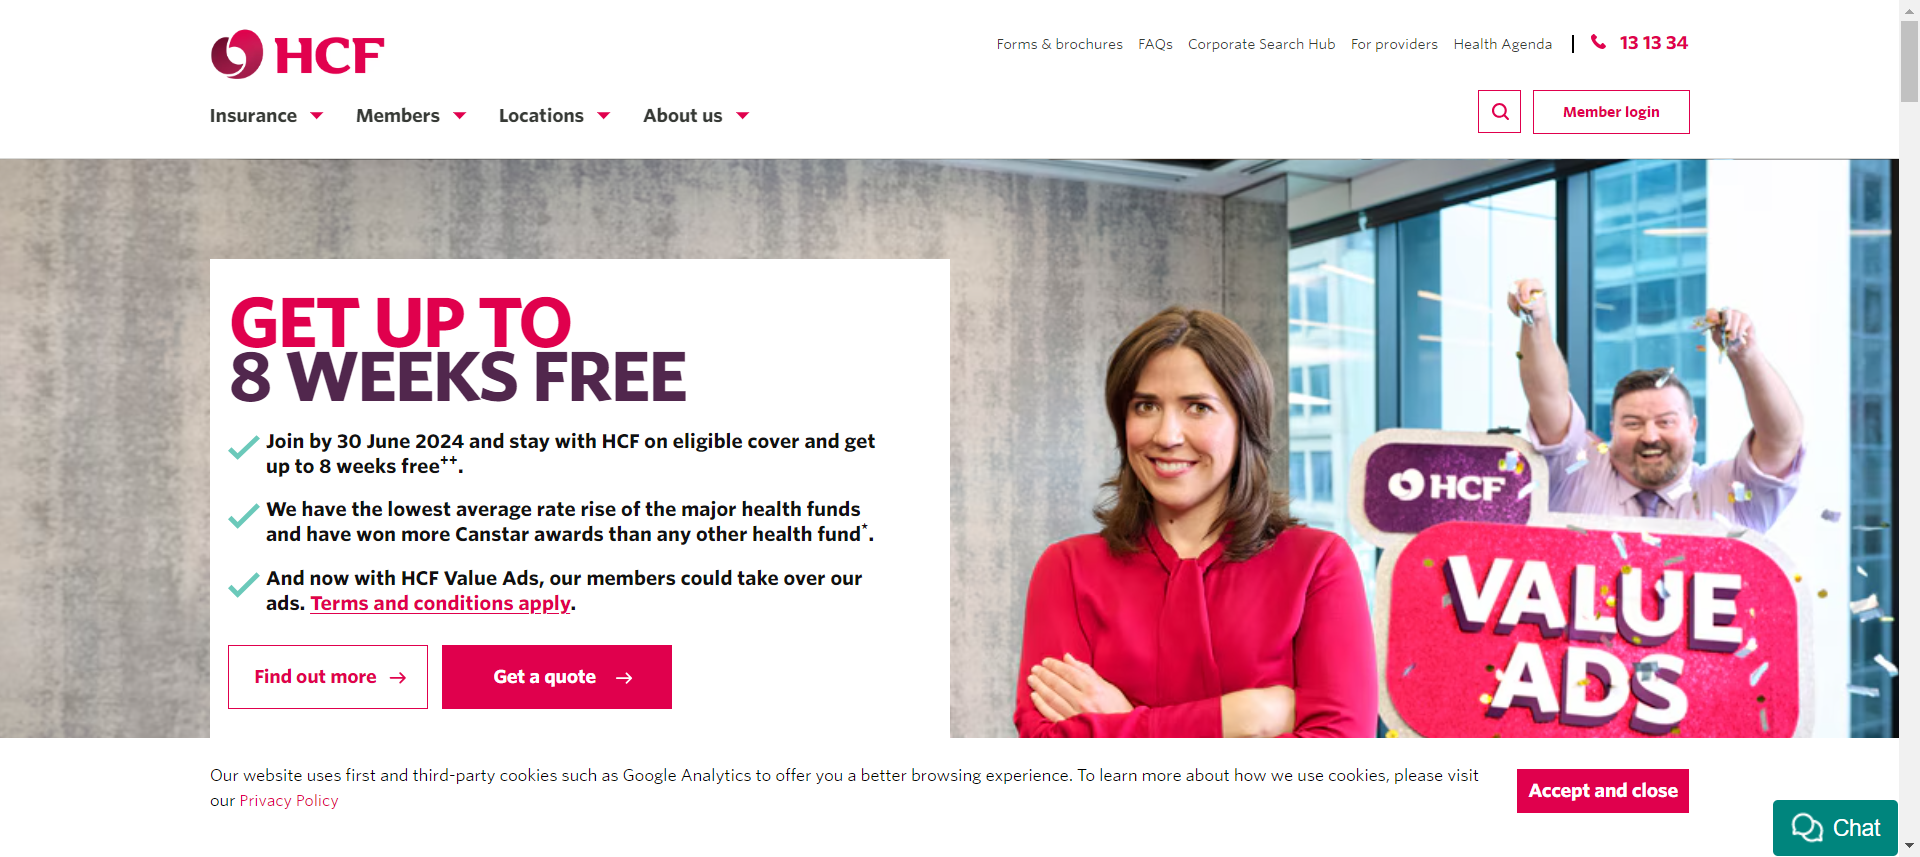 HCF
Forms & brochures FAQs Corporate Search Hub For providers Health Agenda 13 13 34
Insurance Members Locations About us
Member login
GET UP TO
8 WEEKS FREE
Join by 30 June 2024 and stay with HCF on eligible cover and get
up to 8 weeks free⁺⁺.
We have the lowest average rate rise of the major health funds
and have won more Canstar awards than any other health fund*.
And now with HCF Value Ads, our members could take over our
ads. Terms and conditions apply.
Find out more → Get a quote →
HCF
VALUE
ADS
Our website uses first and third-party cookies such as Google Analytics to offer you a better browsing experience. To learn more about how we use cookies, please visit
our Privacy Policy
Accept and close
Chat